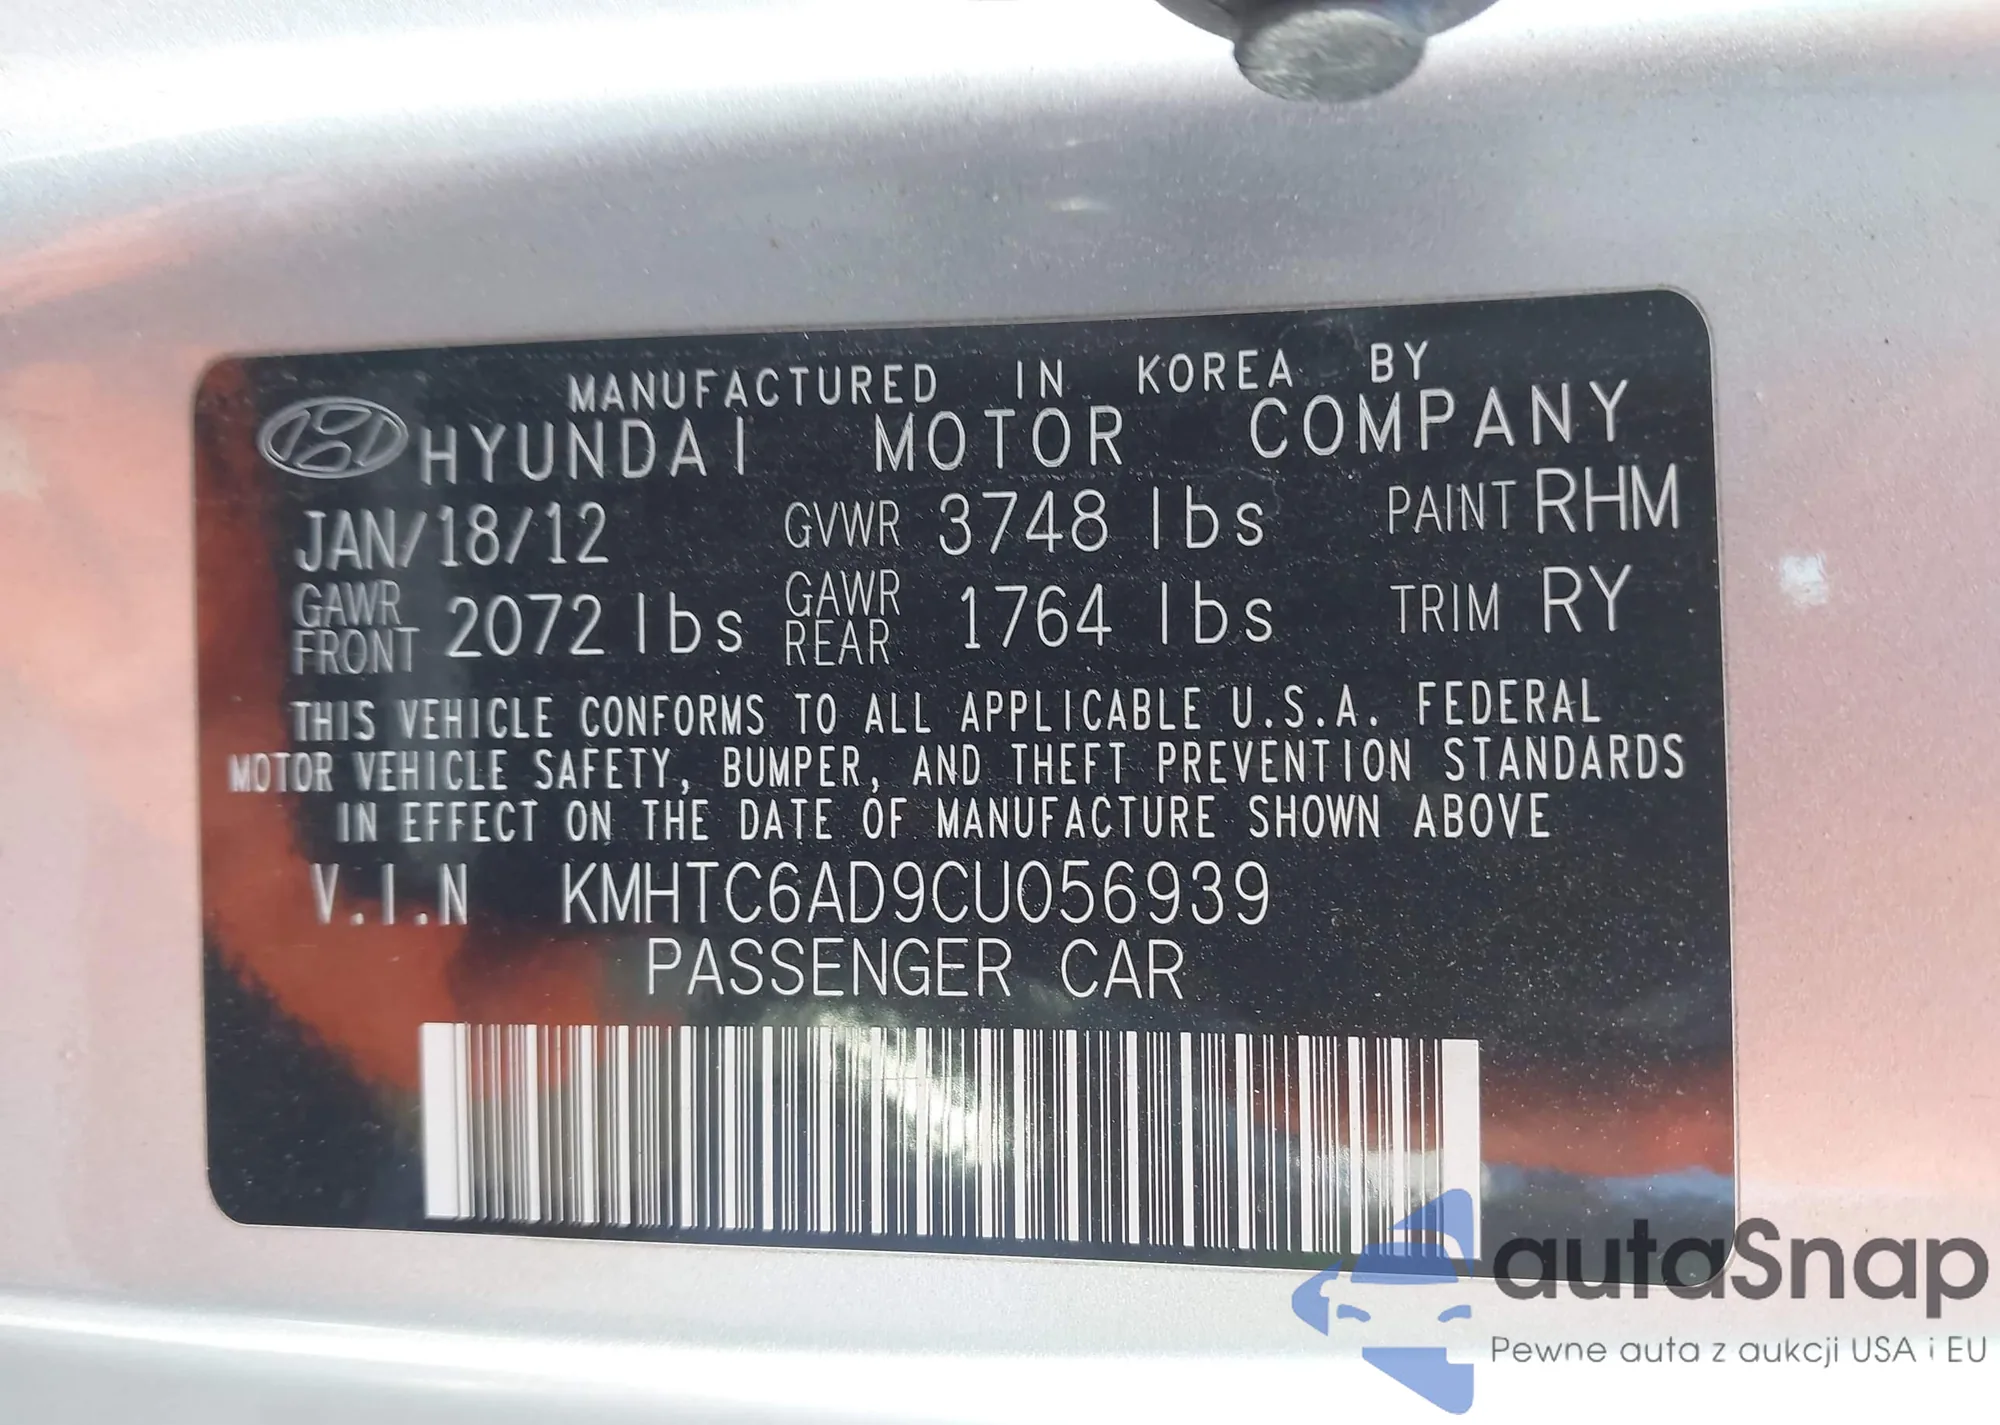 MANUFACTURED IN KOREA BY
HYUNDAI MOTOR COMPANY
JAN/18/12 GVWR 3748 lbs PAINT RHM
GAWR FRONT 2072 lbs GAWR REAR 1764 lbs TRIM RY
THIS VEHICLE CONFORMS TO ALL APPLICABLE U.S.A. FEDERAL
MOTOR VEHICLE SAFETY, BUMPER, AND THEFT PREVENTION STANDARDS
IN EFFECT ON THE DATE OF MANUFACTURE SHOWN ABOVE
V.I.N KMHTC6AD9CU056939
PASSENGER CAR
autaSnap
Pewne auta z aukcji USA i EU